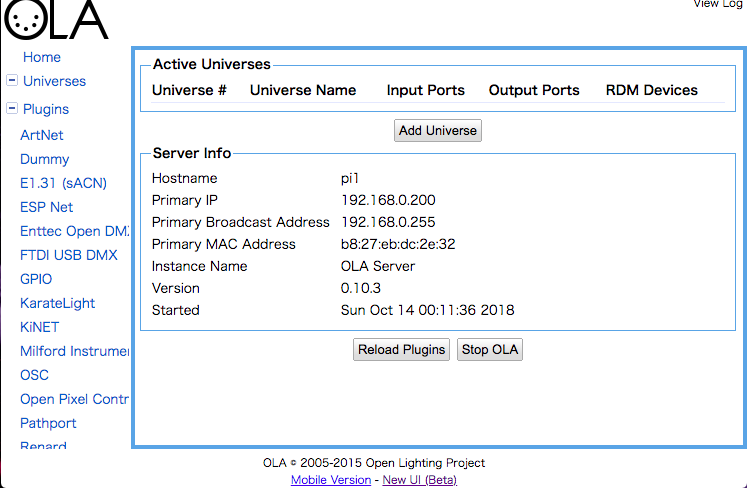 View Log
OLA
Home
Universes
Plugins
ArtNet
Dummy
E1.31 (sACN)
ESP Net
Enttec Open DMX
FTDI USB DMX
GPIO
KarateLight
KiNET
Milford Instrumen
OSC
Open Pixel Contr
Pathport
Renard
Active Universes
Universe # Universe Name Input Ports Output Ports RDM Devices
Add Universe
Server Info
Hostname pi1
Primary IP 192.168.0.200
Primary Broadcast Address 192.168.0.255
Primary MAC Address b8:27:eb:dc:2e:32
Instance Name OLA Server
Version 0.10.3
Started Sun Oct 14 00:11:36 2018
Reload Plugins Stop OLA
OLA © 2005-2015 Open Lighting Project
Mobile Version - New UI (Beta)